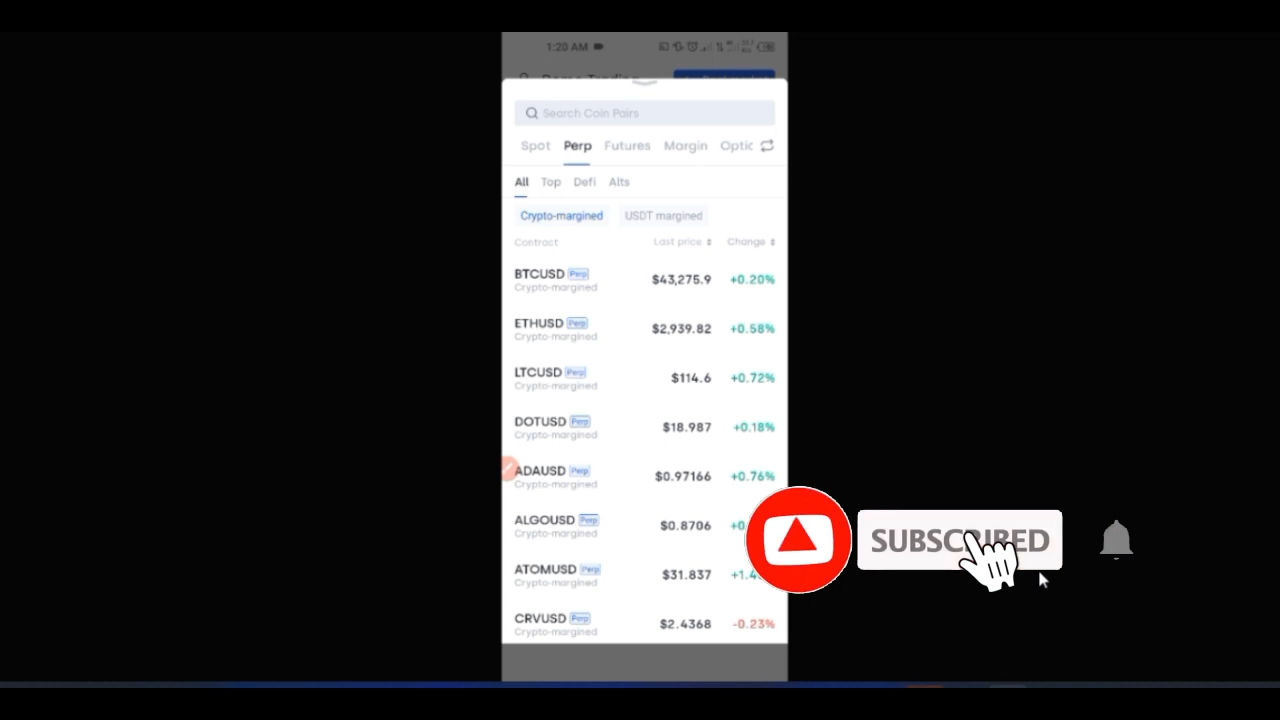 1:20 AM
Search Coin Pairs
Spot Perp Futures Margin Optic
All Top Defi Alts
Crypto-margined USDT margined
Contract Last price Change
BTCUSD Perp $43,275.9 +0.20%
Crypto-margined
ETHUSD Perp $2,939.82 +0.58%
Crypto-margined
LTCUSD Perp $114.6 +0.72%
Crypto-margined
DOTUSD Perp $18.987 +0.18%
Crypto-margined
ADAUSD Perp $0.97166 +0.76%
Crypto-margined
ALGOUSD Perp $0.8706
Crypto-margined
SUBSCRIBED
ATOMUSD Perp $31.837
Crypto-margined
CRVUSD Perp $2.4368 -0.23%
Crypto-margined